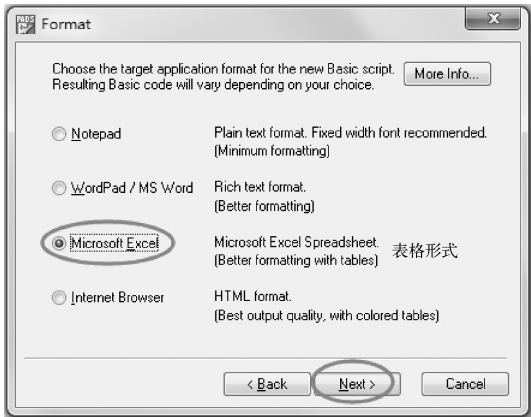 PADS
Format
Choose the target application format for the new Basic script.
Resulting Basic code will vary depending on your choice.
More Info...
Notepad
Plain text format. Fixed width font recommended.
(Minimum formatting)
WordPad / MS Word
Rich text format.
(Better formatting)
Microsoft Excel
Microsoft Excel Spreadsheet.
(Better formatting with tables)
表格形式
Internet Browser
HTML format.
(Best output quality, with colored tables)
< Back
Next >
Cancel